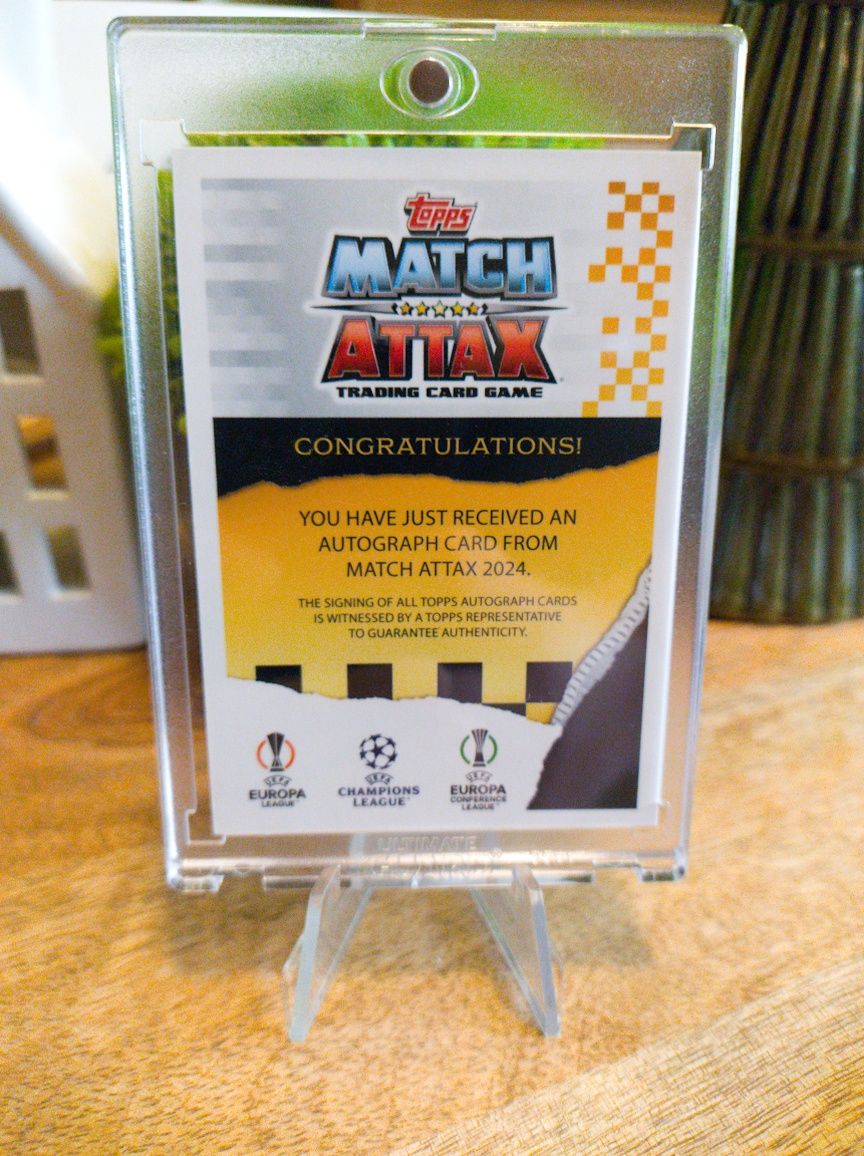 topps
MATCH
ATTAX
TRADING CARD GAME
CONGRATULATIONS!
YOU HAVE JUST RECEIVED AN
AUTOGRAPH CARD FROM
MATCH ATTAX 2024.
THE SIGNING OF ALL TOPPS AUTOGRAPH CARDS
IS WITNESSED BY A TOPPS REPRESENTATIVE
TO GUARANTEE AUTHENTICITY.
UEFA
EUROPA
LEAGUE
UEFA
CHAMPIONS
LEAGUE
UEFA
EUROPA
CONFERENCE
LEAGUE
ULTIMATE